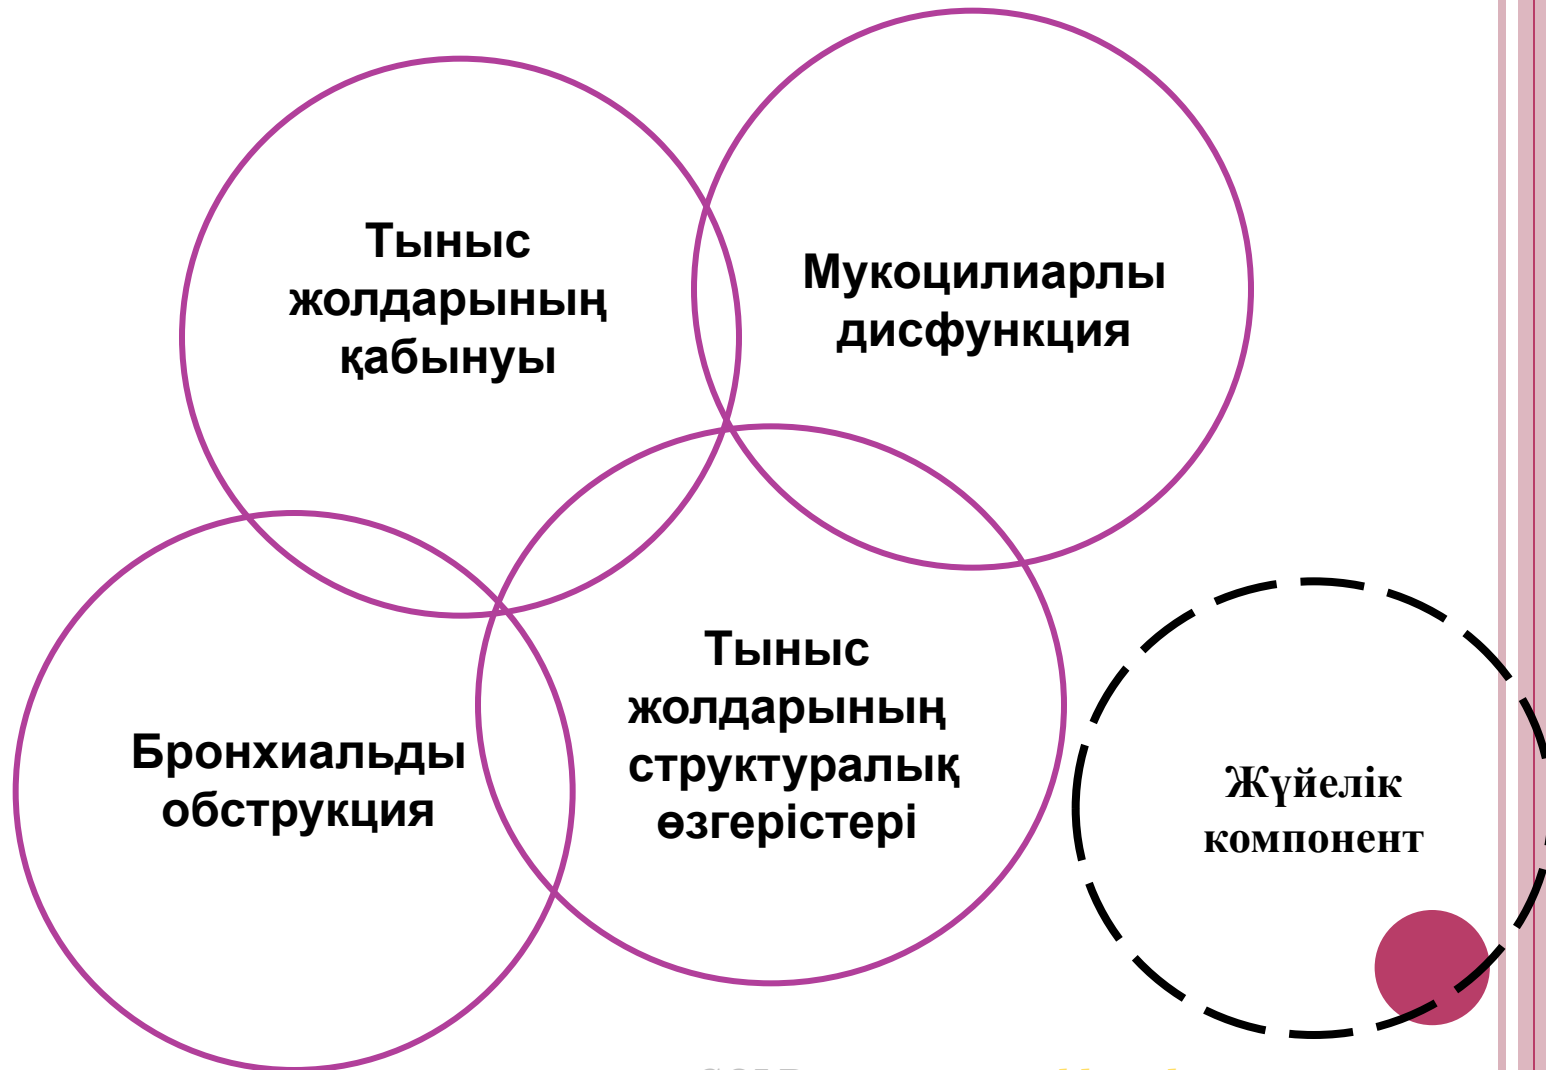 Тыныс
жолдарының
қабынуы
Мукоцилиарлы
дисфункция
Бронхиальды
обструкция
Тыныс
жолдарының
структуралық
өзгерістері
Жүйелік
компонент